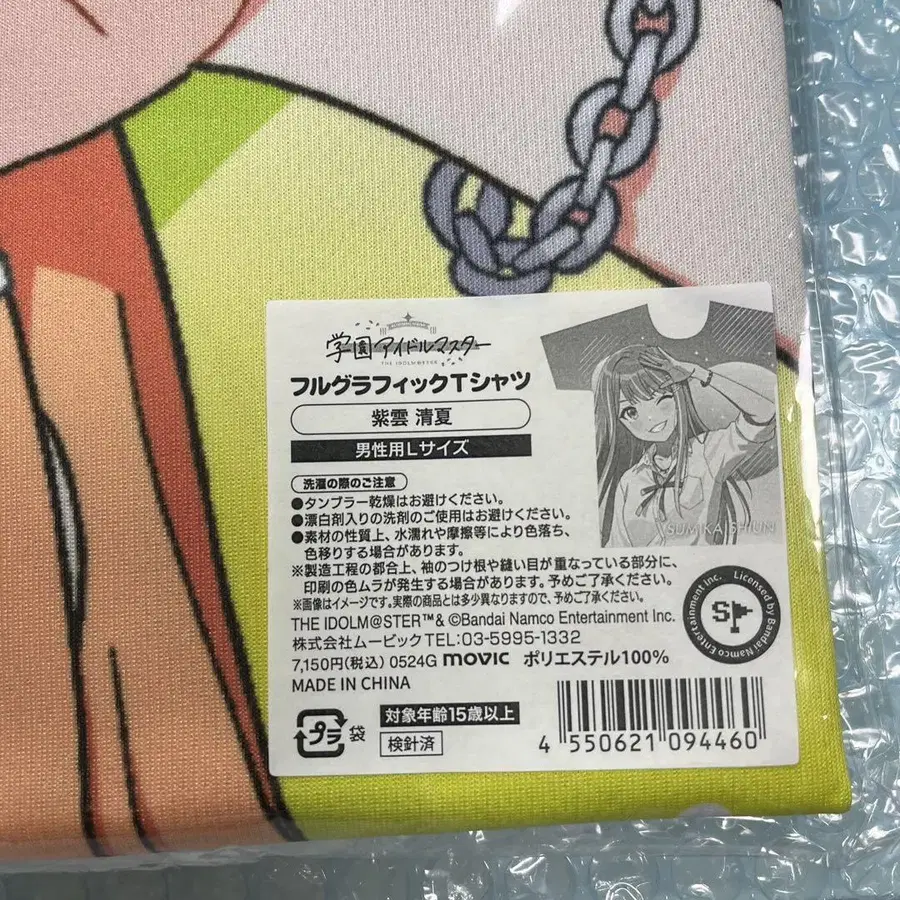 学園アイドルマスター
THE IDOLM@STER
フルグラフィックTシャツ
紫雲 清夏
男性用Lサイズ
SUMIKA SHIUN
洗濯の際のご注意
●タンブラー乾燥はお避けください。
●漂白剤入りの洗剤のご使用はお避けください。
●素材の性質上、水濡れや摩擦等により色落ち、
色移りする場合があります。
※製造工程の都合上、袖のつけ根や縫い目が重なっている部分に、
印刷の色ムラが発生する場合があります。予めご了承ください。
※画像はイメージです。実際の商品とは多少異なりますので、予めご了承ください。
THE IDOLM@STER™& ©Bandai Namco Entertainment Inc.
株式会社ムービック TEL:03-5995-1332
7,150円(税込) 0524G movic ポリエステル100%
MADE IN CHINA
Licensed by Bandai Namco Entertainment Inc.
S
プラ 袋
対象年齢15歳以上
検針済
4 550621 094460